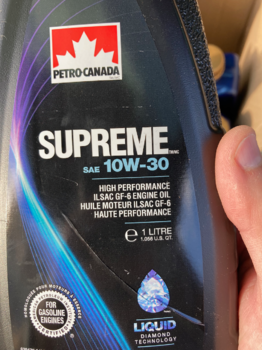 PETRO-CANADA
SUPREME
SAE 10W-30
HIGH PERFORMANCE
ILSAC GF-6 ENGINE OIL
HUILE MOTEUR ILSAC GF-6
HAUTE PERFORMANCE
e 1 LITRE
1.056 U.S. QT.
FOR
GASOLINE
ENGINES
LIQUID
DIAMOND
TECHNOLOGY